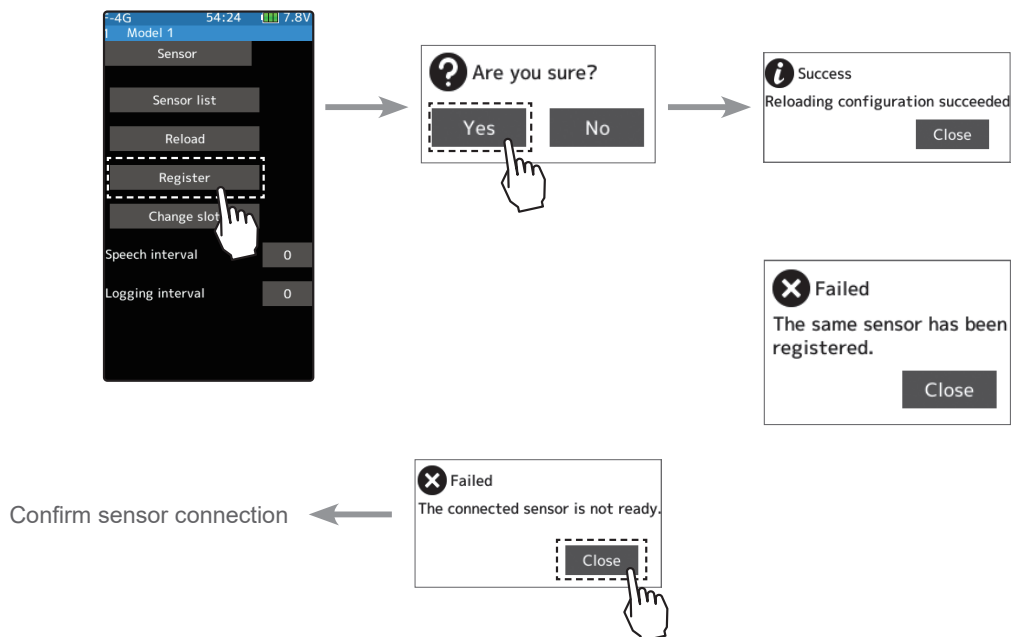 -4G 54:24 7.8V
Model 1
Sensor
Sensor list
Reload
Register
Change slot
Speech interval 0
Logging interval 0
Are you sure?
Yes No
Success
Reloading configuration succeeded
Close
Failed
The same sensor has been
registered.
Close
Confirm sensor connection
Failed
The connected sensor is not ready.
Close